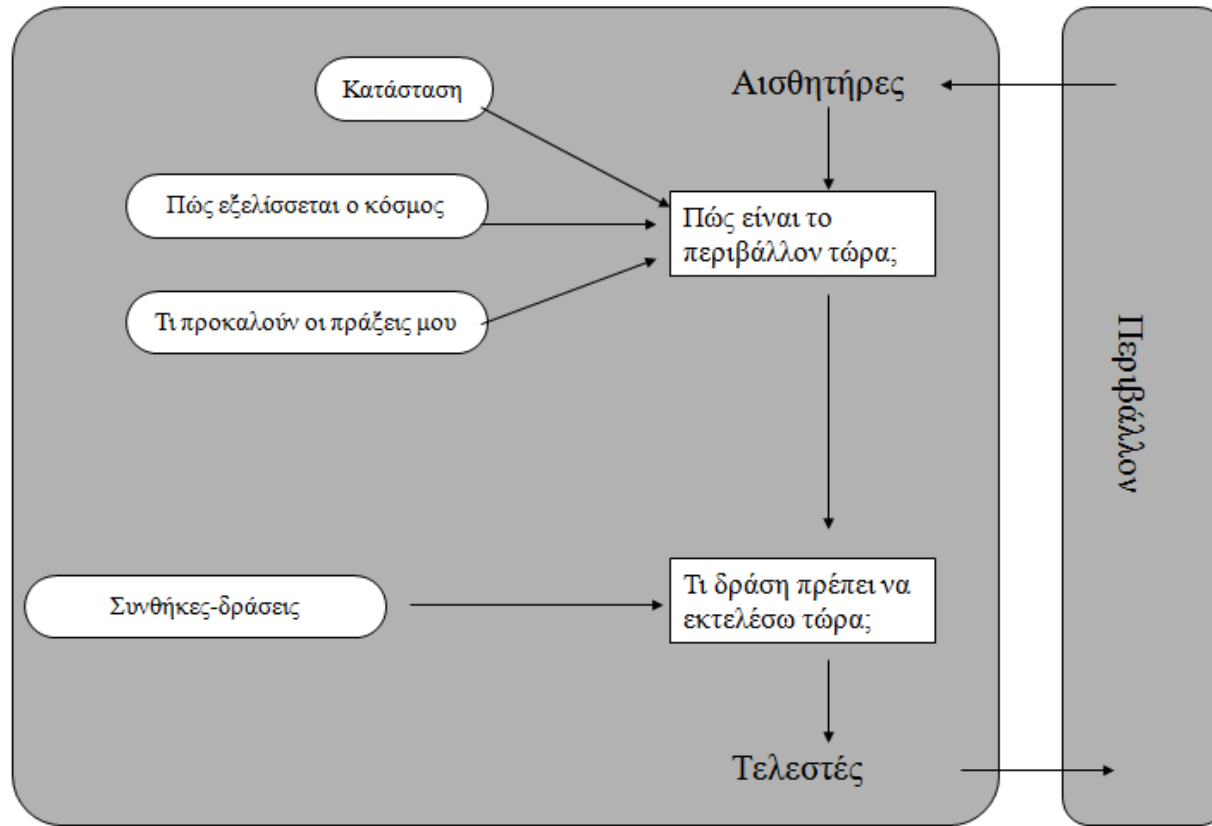 Κατάσταση
Αισθητήρες
Πώς εξελίσσεται ο κόσμος
Πώς είναι το
περιβάλλον τώρα;
Τι προκαλούν οι πράξεις μου
Περιβάλλον
Συνθήκες-δράσεις
Τι δράση πρέπει να
εκτελέσω τώρα;
Τελεστές